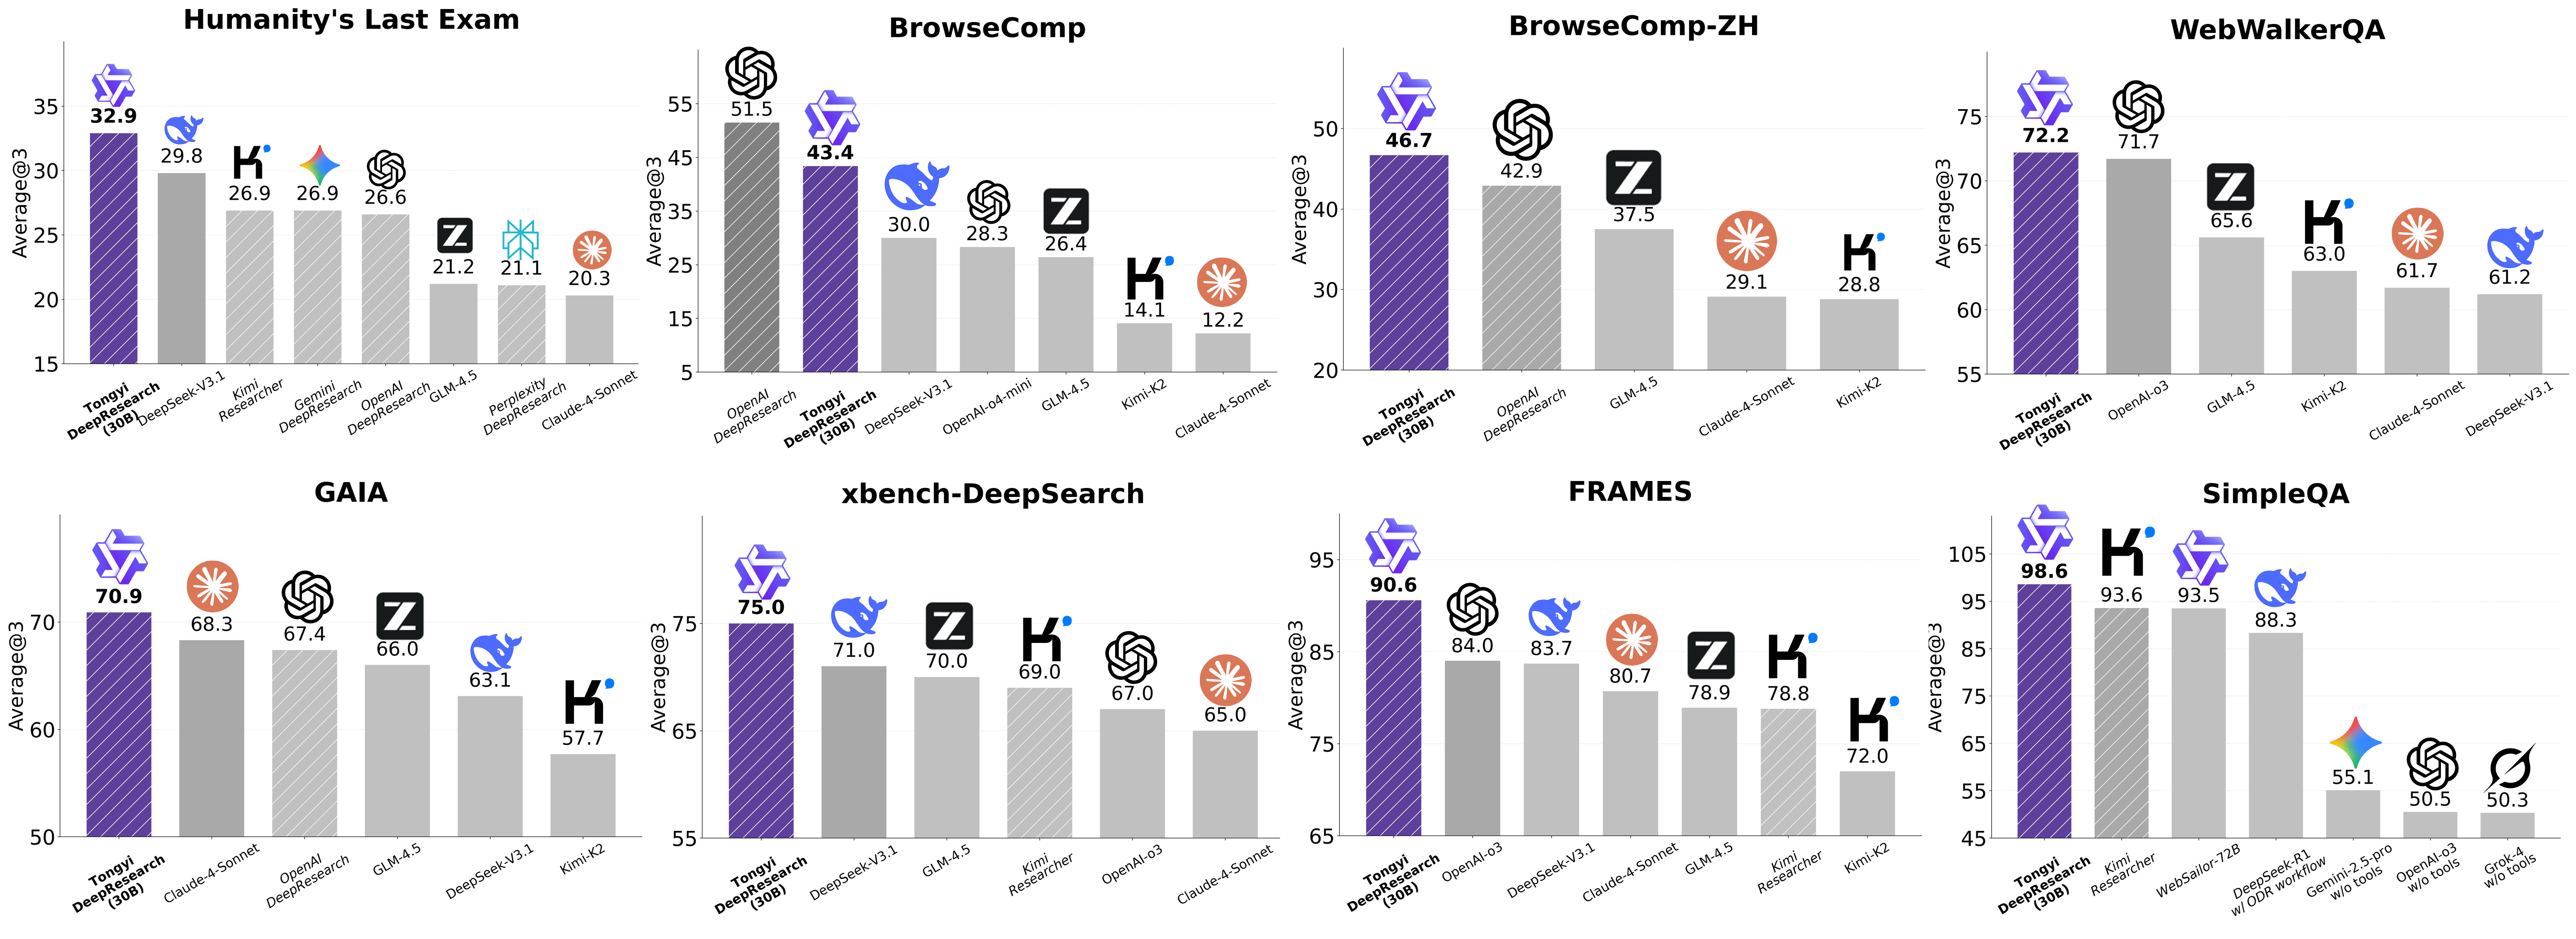 Humanity's Last Exam
Average@3
35
30
25
20
15
32.9
29.8
26.9
26.9
26.6
21.2
21.1
20.3
Tongyi
DeepResearch
(30B)
DeepSeek-V3.1
Kimi
Researcher
Gemini
DeepResearch
OpenAI
DeepResearch
GLM-4.5
Perplexity
DeepResearch
Claude-4-Sonnet
BrowseComp
Average@3
55
45
35
25
15
5
51.5
43.4
30.0
28.3
26.4
14.1
12.2
OpenAI
DeepResearch
Tongyi
DeepResearch
(30B)
DeepSeek-V3.1
OpenAI-o4-mini
GLM-4.5
Kimi-K2
Claude-4-Sonnet
BrowseComp-ZH
Average@3
50
40
30
20
46.7
42.9
37.5
29.1
28.8
Tongyi
DeepResearch
(30B)
OpenAI
DeepResearch
GLM-4.5
Claude-4-Sonnet
Kimi-K2
WebWalkerQA
Average@3
75
70
65
60
55
72.2
71.7
65.6
63.0
61.7
61.2
Tongyi
DeepResearch
(30B)
OpenAI-o3
GLM-4.5
Kimi-K2
Claude-4-Sonnet
DeepSeek-V3.1
GAIA
Average@3
70
60
50
70.9
68.3
67.4
66.0
63.1
57.7
Tongyi
DeepResearch
(30B)
Claude-4-Sonnet
OpenAI
DeepResearch
GLM-4.5
DeepSeek-V3.1
Kimi-K2
xbench-DeepSearch
Average@3
75
65
55
75.0
71.0
70.0
69.0
67.0
65.0
Tongyi
DeepResearch
(30B)
DeepSeek-V3.1
GLM-4.5
Kimi
Researcher
OpenAI-o3
Claude-4-Sonnet
FRAMES
Average@3
95
85
75
65
90.6
84.0
83.7
80.7
78.9
78.8
72.0
Tongyi
DeepResearch
(30B)
OpenAI-o3
DeepSeek-V3.1
Claude-4-Sonnet
GLM-4.5
Kimi
Researcher
Kimi-K2
SimpleQA
Average@3
105
95
85
75
65
55
45
98.6
93.6
93.5
88.3
55.1
50.5
50.3
Tongyi
DeepResearch
(30B)
Kimi
Researcher
WebSailor-72B
DeepSeek-R1
w/ ODR workflow
Gemini-2.5-pro
w/o tools
OpenAI-o3
w/o tools
Grok-4
w/o tools